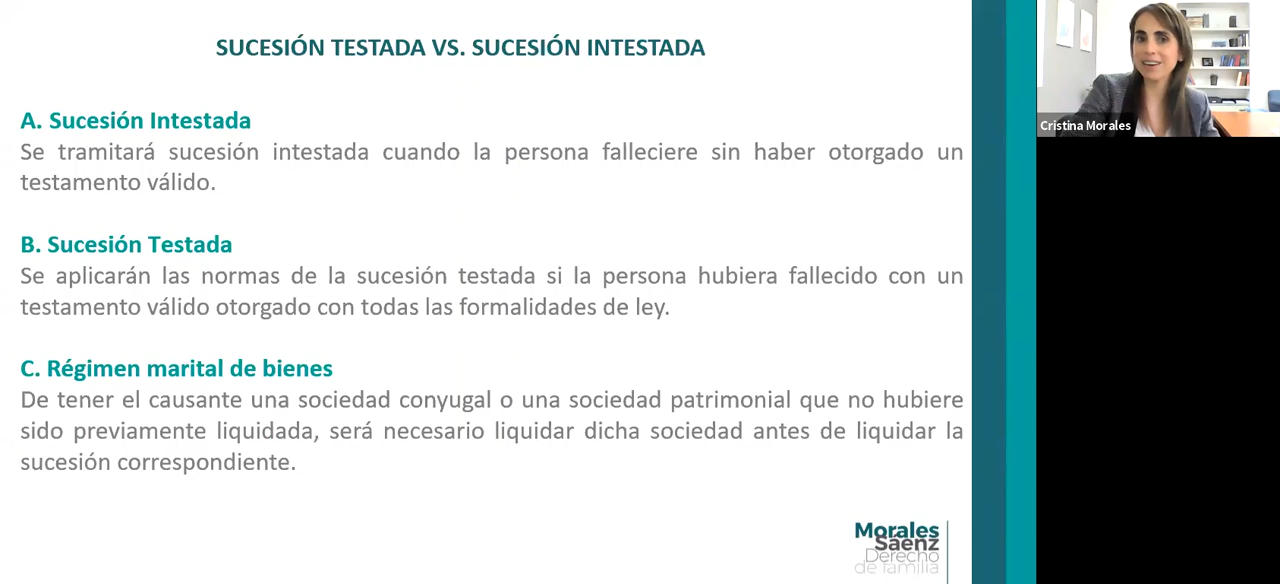 SUCESIÓN TESTADA VS. SUCESIÓN INTESTADA
A. Sucesión Intestada
Se tramitará sucesión intestada cuando la persona falleciere sin haber otorgado un
testamento válido.
B. Sucesión Testada
Se aplicarán las normas de la sucesión testada si la persona hubiera fallecido con un
testamento válido otorgado con todas las formalidades de ley.
C. Régimen marital de bienes
De tener el causante una sociedad conyugal o una sociedad patrimonial que no hubiere
sido previamente liquidada, será necesario liquidar dicha sociedad antes de liquidar la
sucesión correspondiente.
Morales
Sáenz
Derecho
de familia
Cristina Morales